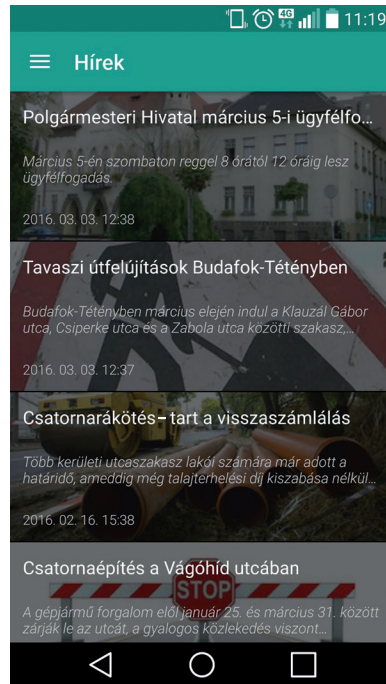 4G 11:19
Hírek
Polgármesteri Hivatal március 5-i ügyfélfo...
Március 5-én szombaton reggel 8 órától 12 óráig lesz
ügyfélfogadás.
2016. 03. 03. 12:38
Tavaszi útfelújítások Budafok-Tétényben
Budafok-Tétényben március elején indul a Klauzál Gábor
utca, Csiperke utca és a Zabola utca közötti szakasz,...
2016. 03. 03. 12:37
Csatornarákötés– tart a visszaszámlálás
Több kerületi utcaszakasz lakói számára már adott a
határidő, ameddig még talajterhelési díj kiszabása nélkül...
2016. 02. 16. 15:38
Csatornaépítés a Vágóhíd utcában
STOP
A gépjármű forgalom elől január 25. és március 31. között
zárják le az utcát, a gyalogos közlekedés viszont...